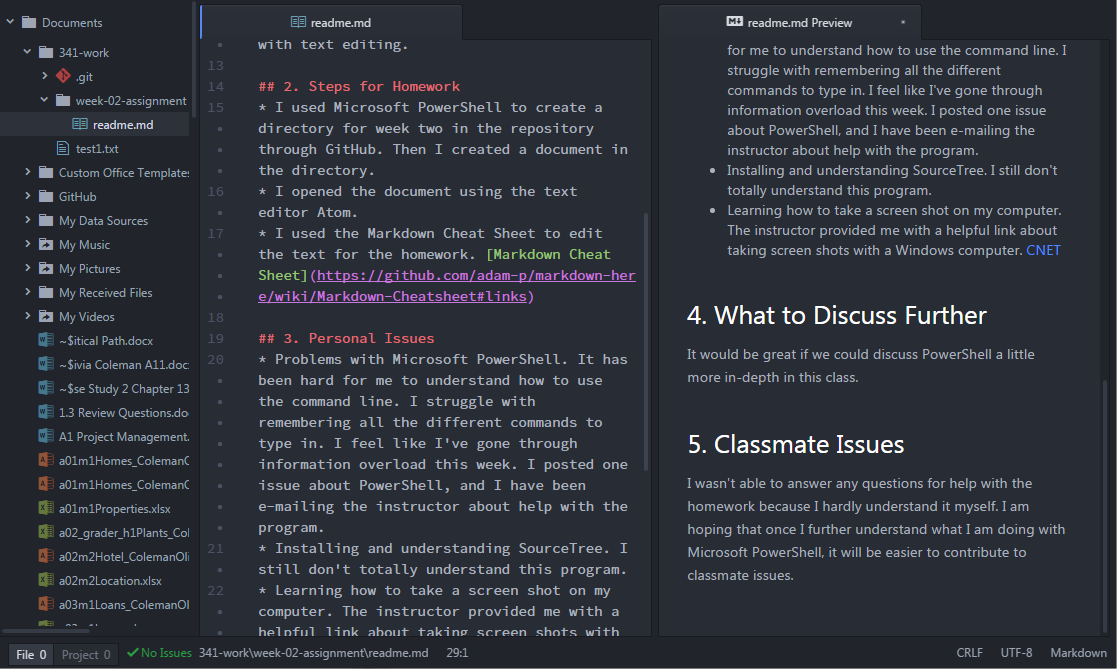 Documents
341-work
.git
week-02-assignment
readme.md
test1.txt
Custom Office Templates
GitHub
My Data Sources
My Music
My Pictures
My Received Files
My Videos
~$itical Path.docx
~$ivia Coleman A11.doc
~$se Study 2 Chapter 13
1.3 Review Questions.do
A1 Project Management.
a01m1Homes_ColemanO
a01m1Homes_ColemanO
a01m1Properties.xlsx
a02_grader_h1Plants_Col
a02m2Hotel_ColemanOli
a02m2Location.xlsx
a03m1Loans_ColemanOl
readme.md
with text editing.
13
14 ## 2. Steps for Homework
15 * I used Microsoft PowerShell to create a
directory for week two in the repository
through GitHub. Then I created a document in
the directory.
16 * I opened the document using the text
editor Atom.
17 * I used the Markdown Cheat Sheet to edit
the text for the homework. [Markdown Cheat
Sheet](https://github.com/adam-p/markdown-her
e/wiki/Markdown-Cheatsheet#links)
18
19 ## 3. Personal Issues
20 * Problems with Microsoft PowerShell. It has
been hard for me to understand how to use
the command line. I struggle with
remembering all the different commands to
type in. I feel like I've gone through
information overload this week. I posted one
issue about PowerShell, and I have been
e-mailing the instructor about help with the
program.
21 * Installing and understanding SourceTree. I
still don't totally understand this program.
22 * Learning how to take a screen shot on my
computer. The instructor provided me with a
helpful link about taking screen shots with
readme.md Preview
for me to understand how to use the command line. I
struggle with remembering all the different
commands to type in. I feel like I've gone through
information overload this week. I posted one issue
about PowerShell, and I have been e-mailing the
instructor about help with the program.
• Installing and understanding SourceTree. I still don't
totally understand this program.
• Learning how to take a screen shot on my computer.
The instructor provided me with a helpful link about
taking screen shots with a Windows computer. CNET
4. What to Discuss Further
It would be great if we could discuss PowerShell a little
more in-depth in this class.
5. Classmate Issues
I wasn't able to answer any questions for help with the
homework because I hardly understand it myself. I am
hoping that once I further understand what I am doing with
Microsoft PowerShell, it will be easier to contribute to
classmate issues.
File 0 Project 0 No Issues 341-work\week-02-assignment\readme.md 29:1 CRLF UTF-8 Markdown